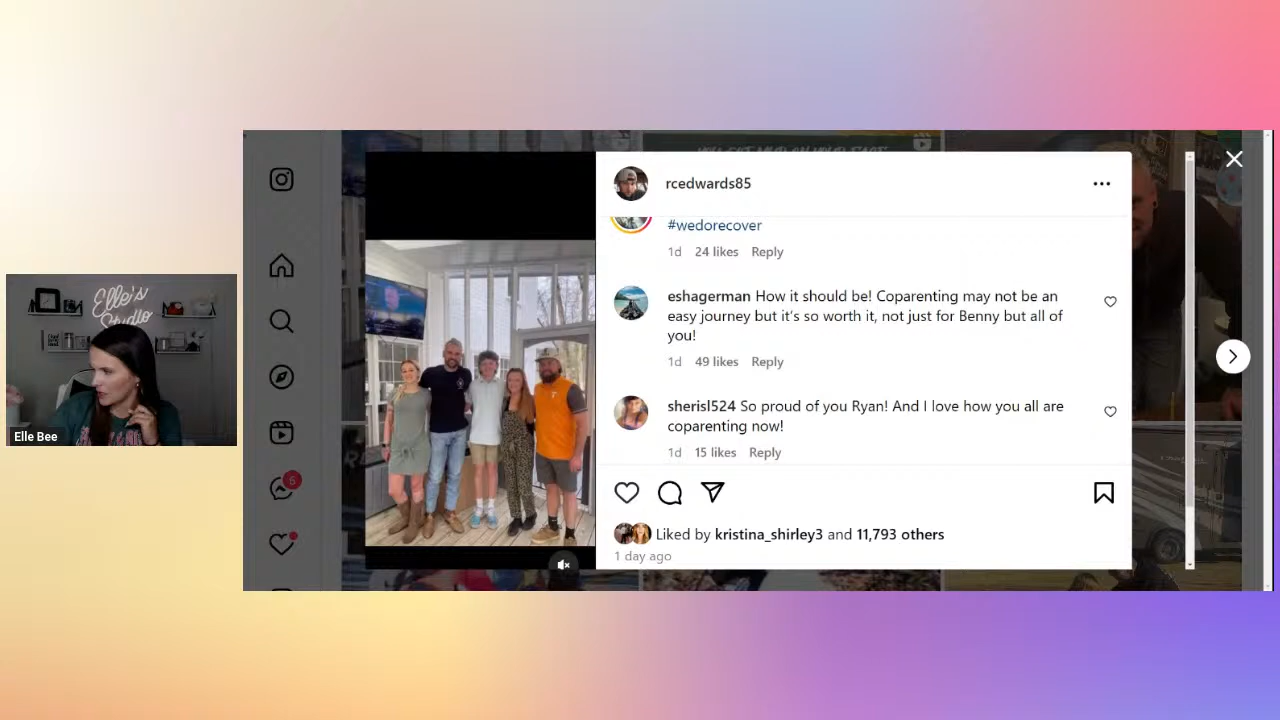 Elle's
Studio
Elle Bee
6
rcedwards85
#wedorecover
1d 24 likes Reply
eshagerman How it should be! Coparenting may not be an
easy journey but it's so worth it, not just for Benny but all of
you!
1d 49 likes Reply
sherisl524 So proud of you Ryan! And I love how you all are
coparenting now!
1d 15 likes Reply
Liked by kristina_shirley3 and 11,793 others
1 day ago